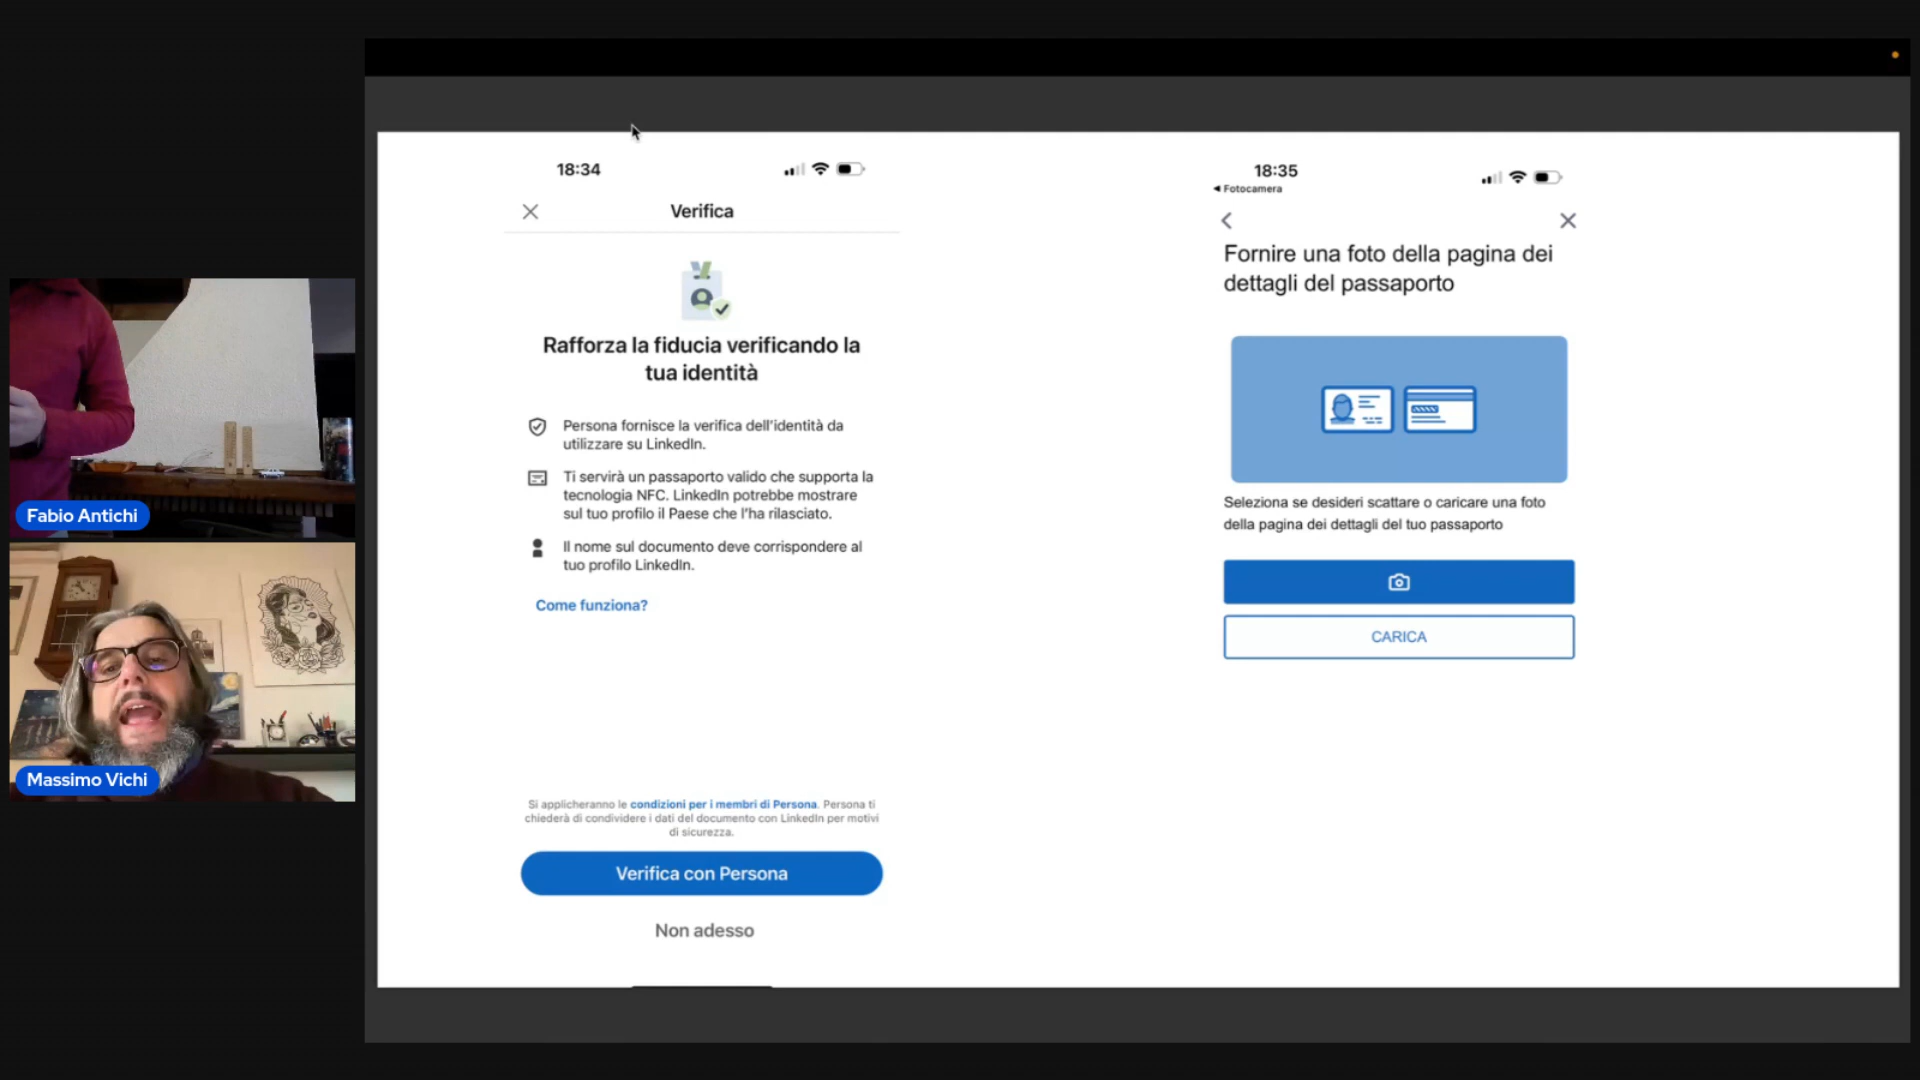 Fabio Antichi
Massimo Vichi
18:34
Verifica
Rafforza la fiducia verificando la
tua identità
Persona fornisce la verifica dell'identità da
utilizzare su LinkedIn.
Ti servirà un passaporto valido che supporta la
tecnologia NFC. LinkedIn potrebbe mostrare
sul tuo profilo il Paese che l'ha rilasciato.
Il nome sul documento deve corrispondere al
tuo profilo LinkedIn.
Come funziona?
Si applicheranno le condizioni per i membri di Persona. Persona ti
chiederà di condividere i dati del documento con LinkedIn per motivi
di sicurezza.
Verifica con Persona
Non adesso
18:35
Fotocamera
Fornire una foto della pagina dei
dettagli del passaporto
Seleziona se desideri scattare o caricare una foto
della pagina dei dettagli del tuo passaporto
CARICA